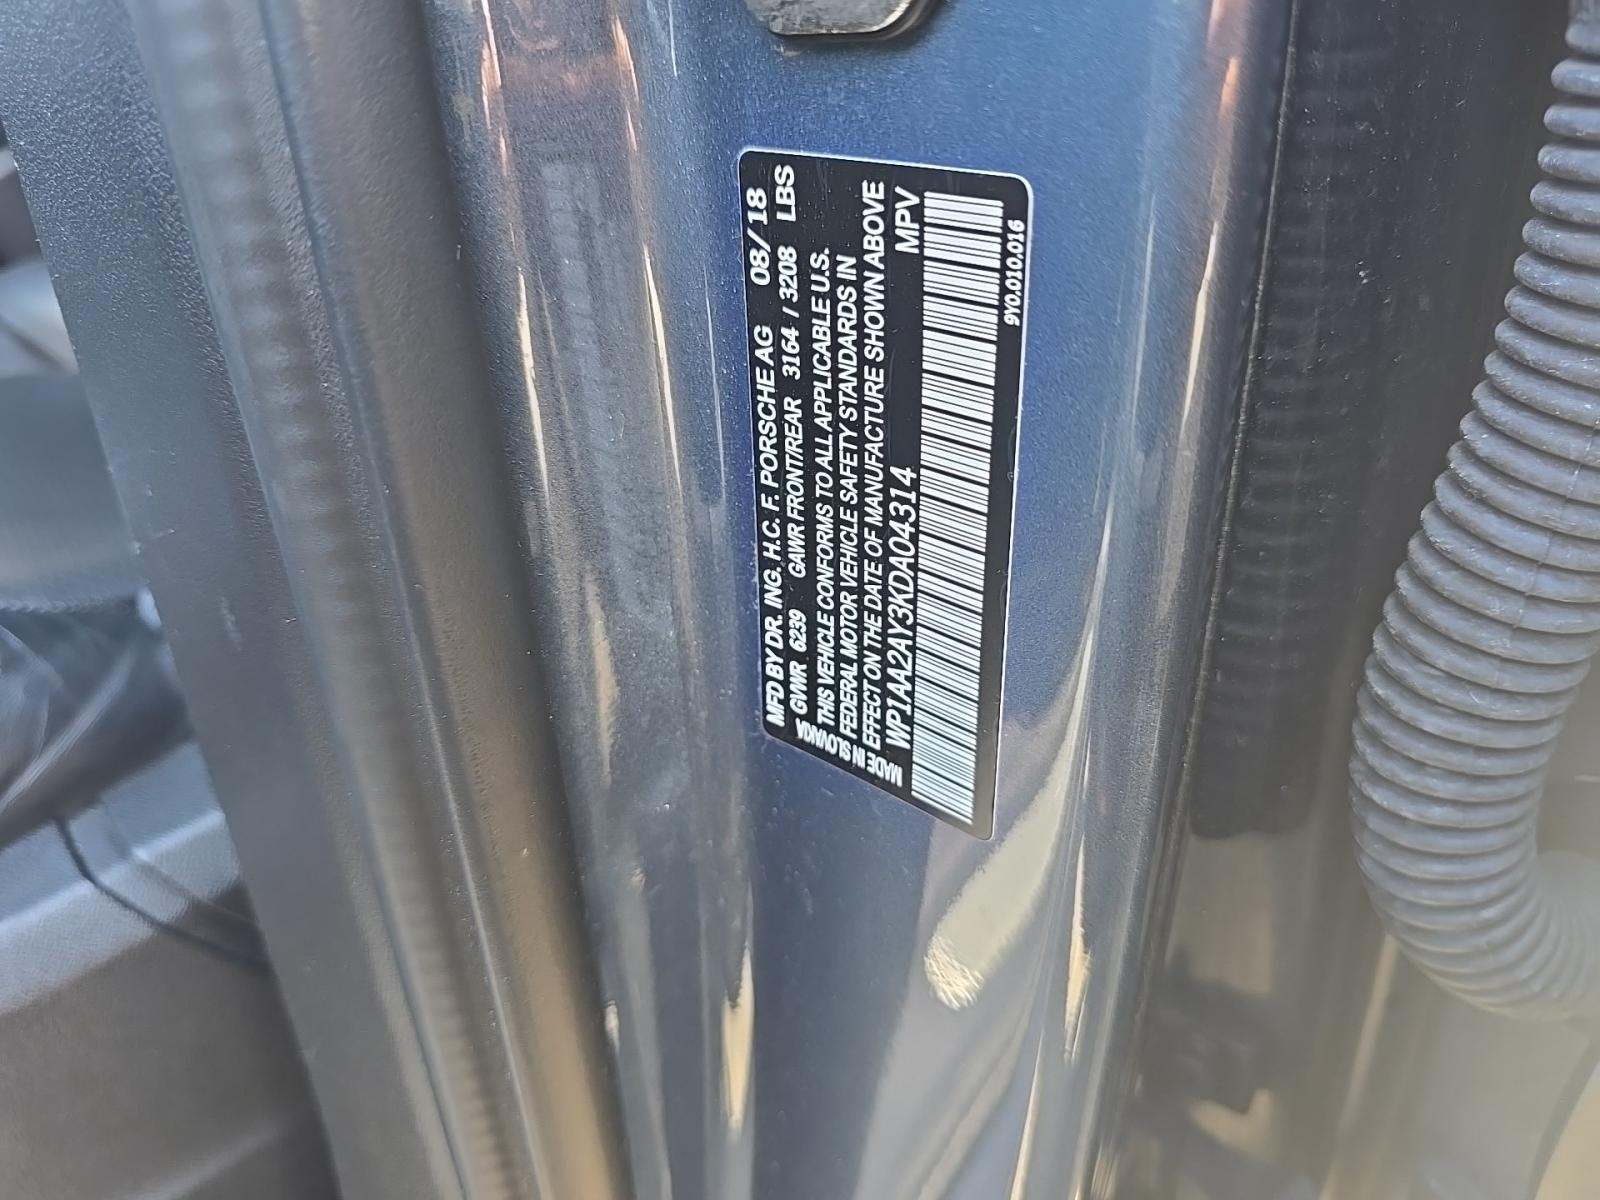 MFD BY DR. ING. H.C. F. PORSCHE AG 08/18
GVWR 6239 GAWR FRONT/REAR 3164 / 3208 LBS
THIS VEHICLE CONFORMS TO ALL APPLICABLE U.S.
FEDERAL MOTOR VEHICLE SAFETY STANDARDS IN
EFFECT ON THE DATE OF MANUFACTURE SHOWN ABOVE
WP1AA2AY3KDA04314 MPV
9Y0.010.016
MADE IN SLOVAKIA